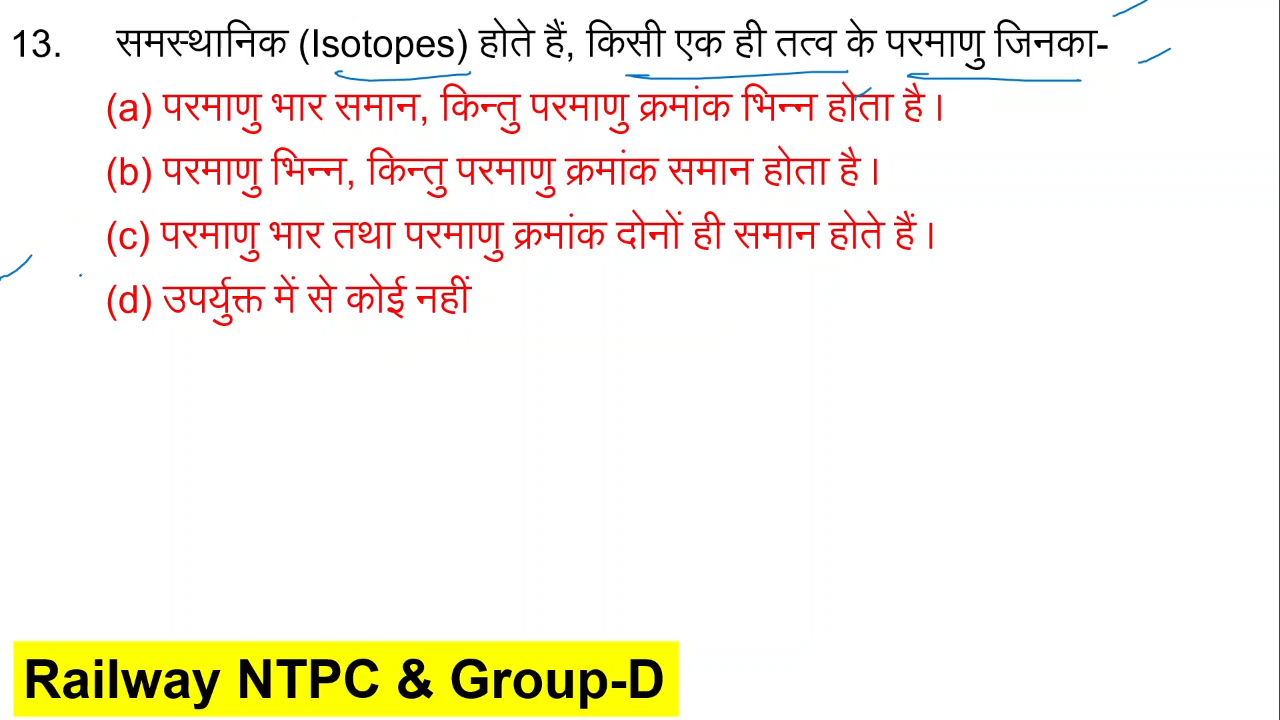 13. समस्थानिक (Isotopes) होते हैं, किसी एक ही तत्व के परमाणु जिनका-
(a) परमाणु भार समान, किन्तु परमाणु क्रमांक भिन्न होता है।
(b) परमाणु भिन्न, किन्तु परमाणु क्रमांक समान होता है।
(c) परमाणु भार तथा परमाणु क्रमांक दोनों ही समान होते हैं।
(d) उपर्युक्त में से कोई नहीं
Railway NTPC & Group-D